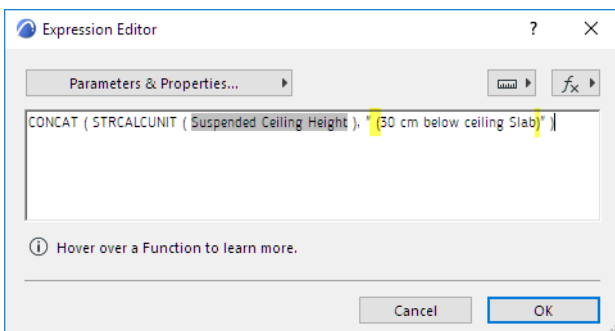 Expression Editor ? ×
Parameters & Properties... fx
CONCAT ( STRCALCUNIT ( Suspended Ceiling Height ), " (30 cm below ceiling Slab)" )
Hover over a Function to learn more.
Cancel OK